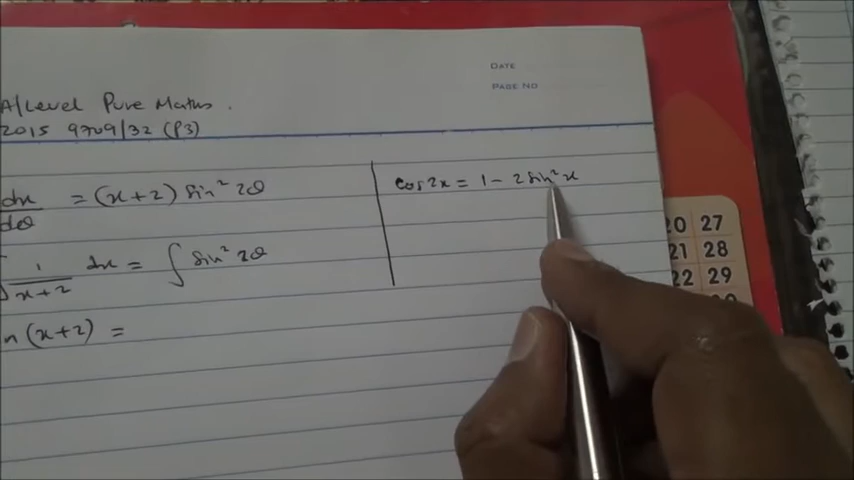 DATE
PAGE NO
A/Level Pure Maths.
2015 9709/32 (P3)
dx/dθ = (x+2) sin² 2θ
cos 2x = 1 - 2 sin² x
∫ 1/x+2 dx = ∫ sin² 2θ
n(x+2) =
20 27
21 28
22 29